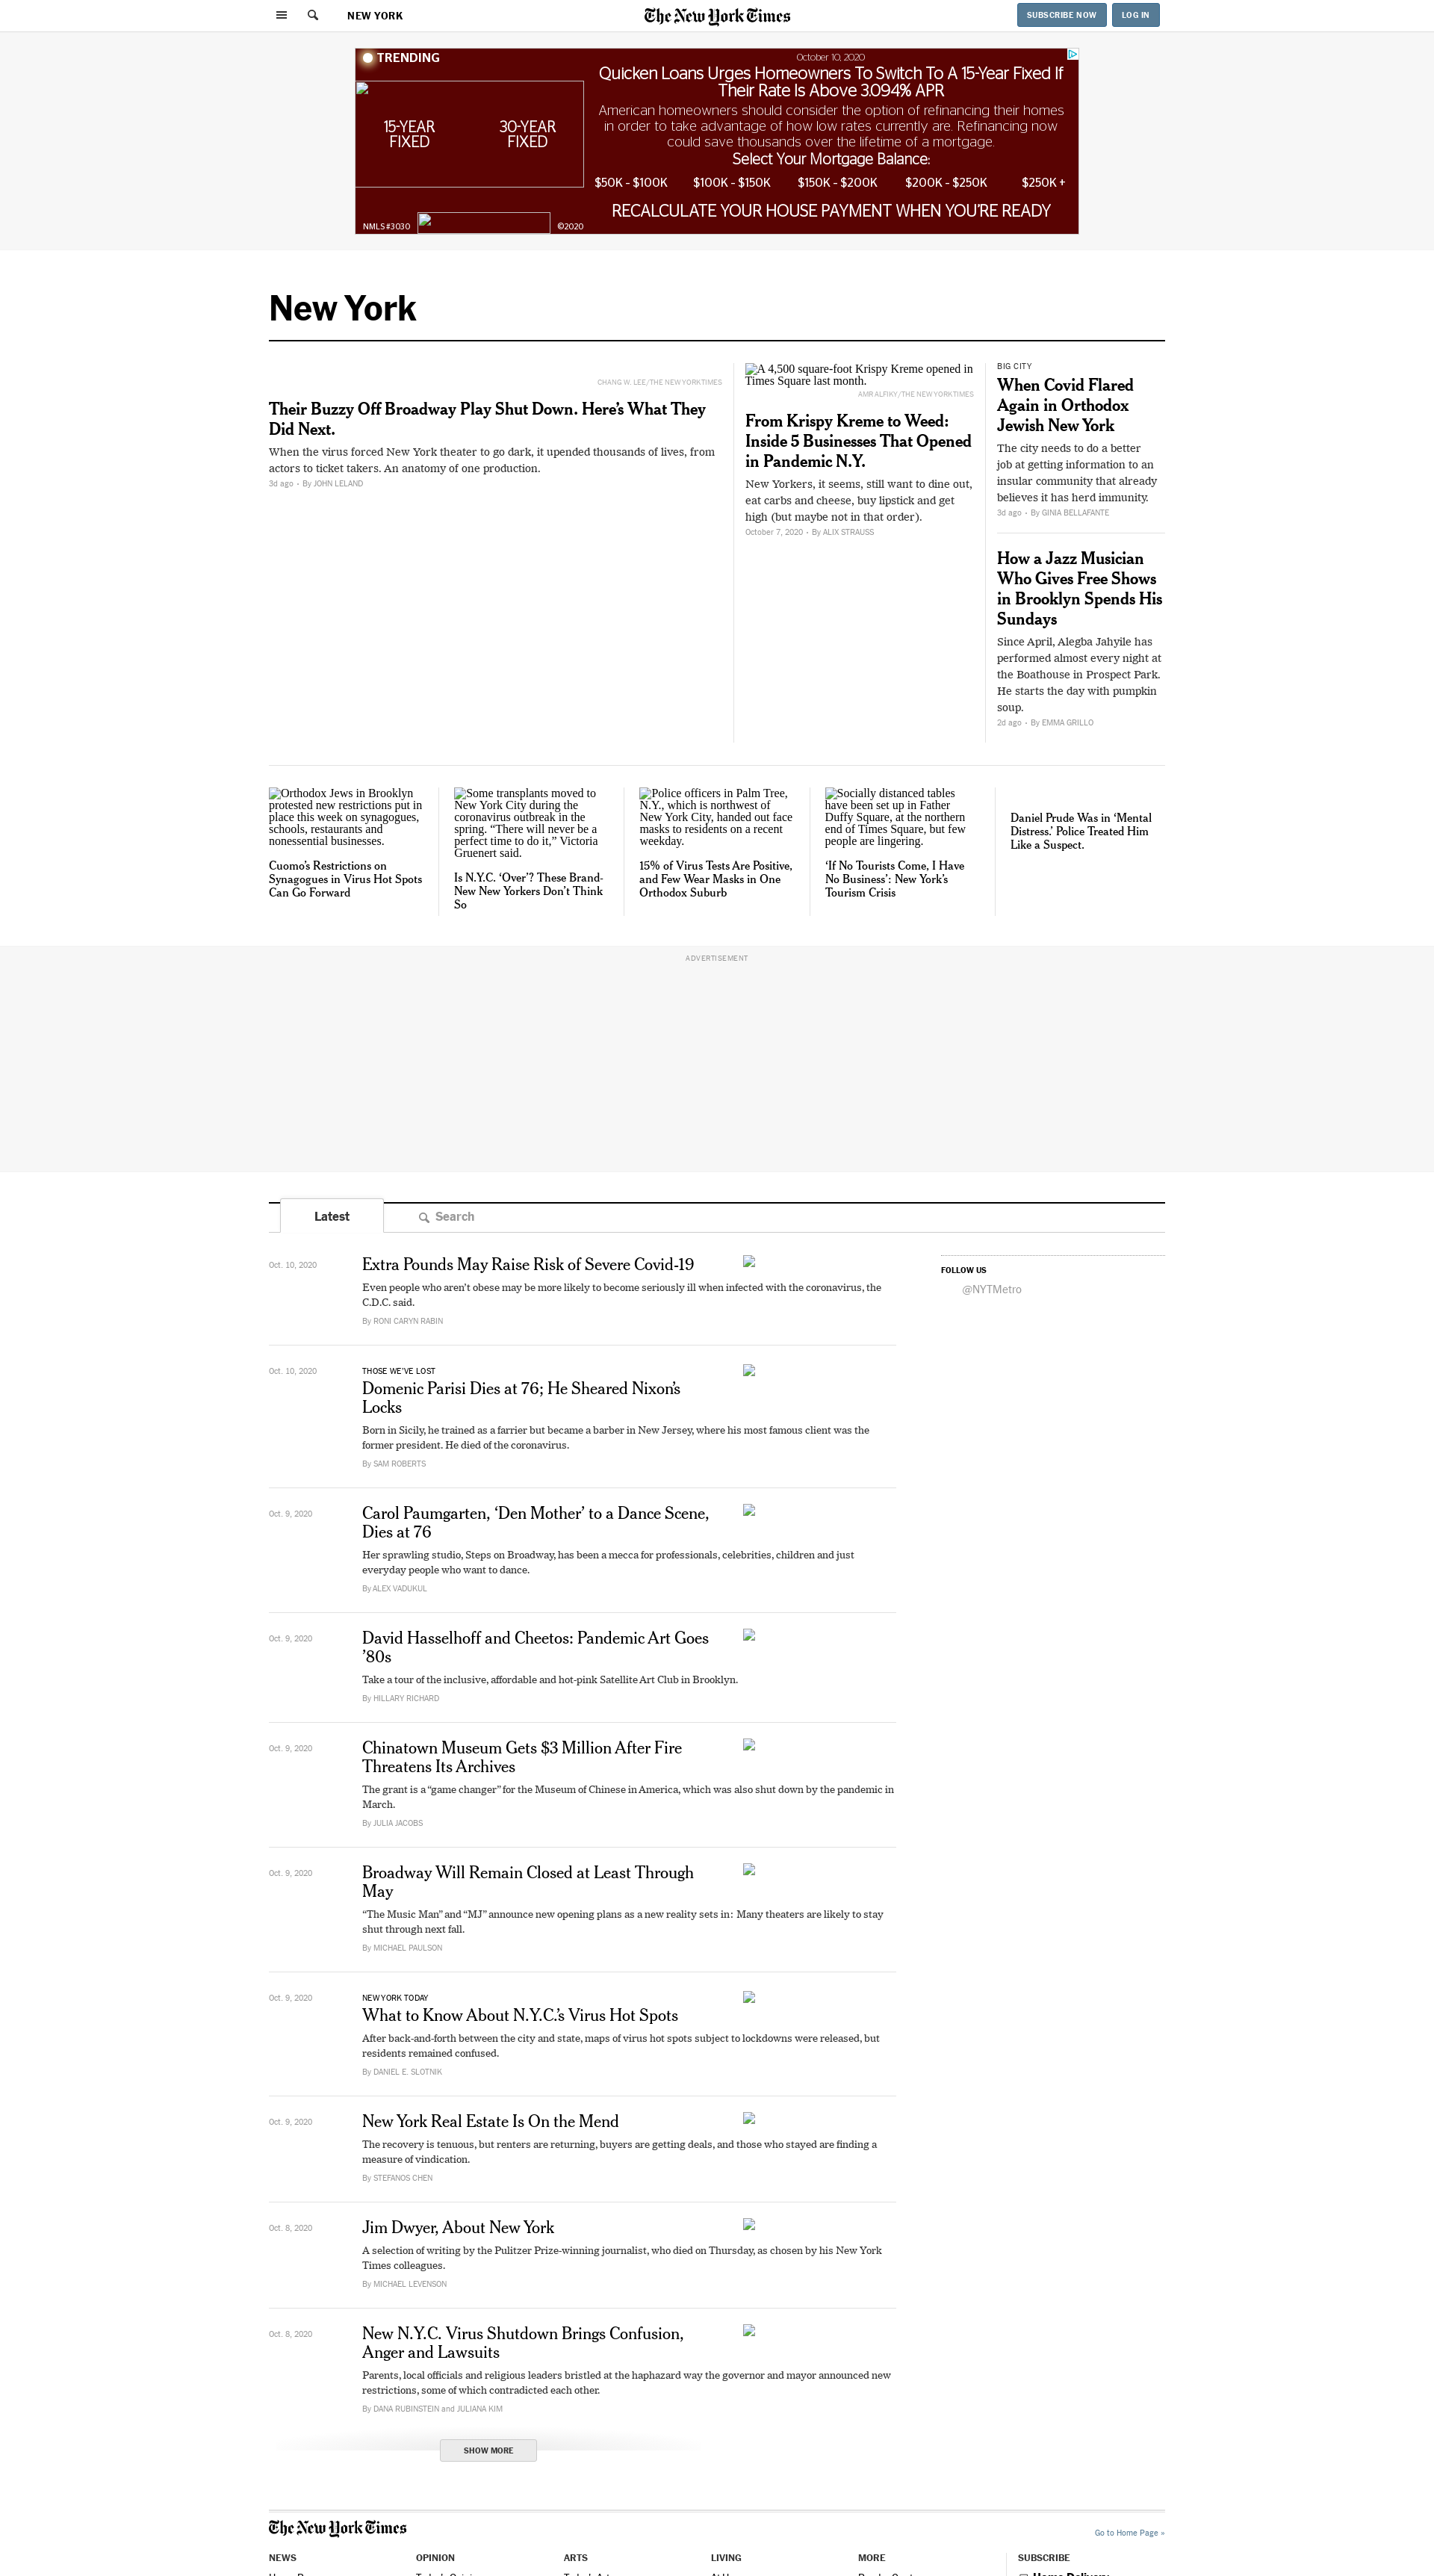 NEW YORK
The New York Times
SUBSCRIBE NOW
LOG IN
TRENDING
15-YEAR FIXED
30-YEAR FIXED
NMLS#3030
©2020
October 10, 2020
Quicken Loans Urges Homeowners To Switch To A 15-Year Fixed If
Their Rate Is Above 3.094% APR
American homeowners should consider the option of refinancing their homes
in order to take advantage of how low rates currently are. Refinancing now
could save thousands over the lifetime of a mortgage.
Select Your Mortgage Balance:
$50K - $100K
$100K - $150K
$150K - $200K
$200K - $250K
$250K +
RECALCULATE YOUR HOUSE PAYMENT WHEN YOU'RE READY
New York
CHANG W. LEE/THE NEW YORK TIMES
Their Buzzy Off Broadway Play Shut Down. Here’s What They
Did Next.
When the virus forced New York theater to go dark, it upended thousands of lives, from
actors to ticket takers. An anatomy of one production.
3d ago • By JOHN LELAND
A 4,500 square-foot Krispy Kreme opened in
Times Square last month.
AMR ALFIKY/THE NEW YORK TIMES
From Krispy Kreme to Weed:
Inside 5 Businesses That Opened
in Pandemic N.Y.
New Yorkers, it seems, still want to dine out,
eat carbs and cheese, buy lipstick and get
high (but maybe not in that order).
October 7, 2020 • By ALIX STRAUSS
BIG CITY
When Covid Flared
Again in Orthodox
Jewish New York
The city needs to do a better
job at getting information to an
insular community that already
believes it has herd immunity.
3d ago • By GINIA BELLAFANTE
How a Jazz Musician
Who Gives Free Shows
in Brooklyn Spends His
Sundays
Since April, Alegba Jahyile has
performed almost every night at
the Boathouse in Prospect Park.
He starts the day with pumpkin
soup.
2d ago • By EMMA GRILLO
Orthodox Jews in Brooklyn
protested new restrictions put in
place this week on synagogues,
schools, restaurants and
nonessential businesses.
Cuomo’s Restrictions on
Synagogues in Virus Hot Spots
Can Go Forward
Some transplants moved to
New York City during the
coronavirus outbreak in the
spring. “There will never be a
perfect time to do it,” Victoria
Gruenert said.
Is N.Y.C. ‘Over’? These Brand-
New New Yorkers Don’t Think
So
Police officers in Palm Tree,
N.Y., which is northwest of
New York City, handed out face
masks to residents on a recent
weekday.
15% of Virus Tests Are Positive,
and Few Wear Masks in One
Orthodox Suburb
Socially distanced tables
have been set up in Father
Duffy Square, at the northern
end of Times Square, but few
people are lingering.
‘If No Tourists Come, I Have
No Business’: New York’s
Tourism Crisis
Daniel Prude Was in ‘Mental
Distress.’ Police Treated Him
Like a Suspect.
ADVERTISEMENT
Latest
Search
Oct. 10, 2020
Extra Pounds May Raise Risk of Severe Covid-19
Even people who aren’t obese may be more likely to become seriously ill when infected with the coronavirus, the
C.D.C. said.
By RONI CARYN RABIN
FOLLOW US
@NYTMetro
Oct. 10, 2020
THOSE WE’VE LOST
Domenic Parisi Dies at 76; He Sheared Nixon’s
Locks
Born in Sicily, he trained as a farrier but became a barber in New Jersey, where his most famous client was the
former president. He died of the coronavirus.
By SAM ROBERTS
Oct. 9, 2020
Carol Paumgarten, ‘Den Mother’ to a Dance Scene,
Dies at 76
Her sprawling studio, Steps on Broadway, has been a mecca for professionals, celebrities, children and just
everyday people who want to dance.
By ALEX VADUKUL
Oct. 9, 2020
David Hasselhoff and Cheetos: Pandemic Art Goes
’80s
Take a tour of the inclusive, affordable and hot-pink Satellite Art Club in Brooklyn.
By HILLARY RICHARD
Oct. 9, 2020
Chinatown Museum Gets $3 Million After Fire
Threatens Its Archives
The grant is a “game changer” for the Museum of Chinese in America, which was also shut down by the pandemic in
March.
By JULIA JACOBS
Oct. 9, 2020
Broadway Will Remain Closed at Least Through
May
“The Music Man” and “MJ” announce new opening plans as a new reality sets in: Many theaters are likely to stay
shut through next fall.
By MICHAEL PAULSON
Oct. 9, 2020
NEW YORK TODAY
What to Know About N.Y.C.’s Virus Hot Spots
After back-and-forth between the city and state, maps of virus hot spots subject to lockdowns were released, but
residents remained confused.
By DANIEL E. SLOTNIK
Oct. 9, 2020
New York Real Estate Is On the Mend
The recovery is tenuous, but renters are returning, buyers are getting deals, and those who stayed are finding a
measure of vindication.
By STEFANOS CHEN
Oct. 8, 2020
Jim Dwyer, About New York
A selection of writing by the Pulitzer Prize-winning journalist, who died on Thursday, as chosen by his New York
Times colleagues.
By MICHAEL LEVENSON
Oct. 8, 2020
New N.Y.C. Virus Shutdown Brings Confusion,
Anger and Lawsuits
Parents, local officials and religious leaders bristled at the haphazard way the governor and mayor announced new
restrictions, some of which contradicted each other.
By DANA RUBINSTEIN and JULIANA KIM
SHOW MORE
The New York Times
Go to Home Page »
NEWS
OPINION
ARTS
LIVING
MORE
SUBSCRIBE